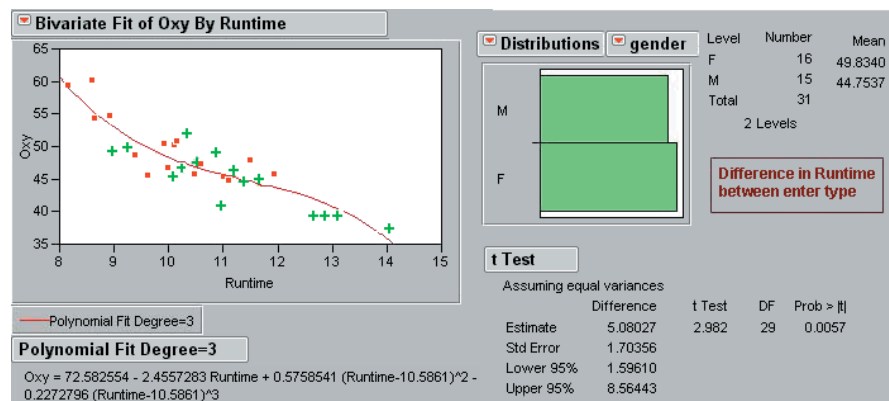 Bivariate Fit of Oxy By Runtime
65
60
55
50
45
40
35
Oxy
8 9 10 11 12 13 14 15
Runtime
Polynomial Fit Degree=3
Polynomial Fit Degree=3
Oxy = 72.582554 - 2.4557283 Runtime + 0.5758541 (Runtime-10.5861)^2 -
0.2272796 (Runtime-10.5861)^3
Distributions gender
M
F
Level Number Mean
F 16 49.8340
M 15 44.7537
Total 31
2 Levels
Difference in Runtime
between enter type
t Test
Assuming equal variances
Difference t Test DF Prob > |t|
Estimate 5.08027 2.982 29 0.0057
Std Error 1.70356
Lower 95% 1.59610
Upper 95% 8.56443